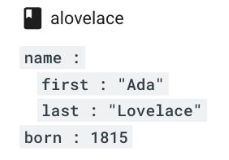 alovelace
name :
first : "Ada"
last : "Lovelace"
born : 1815